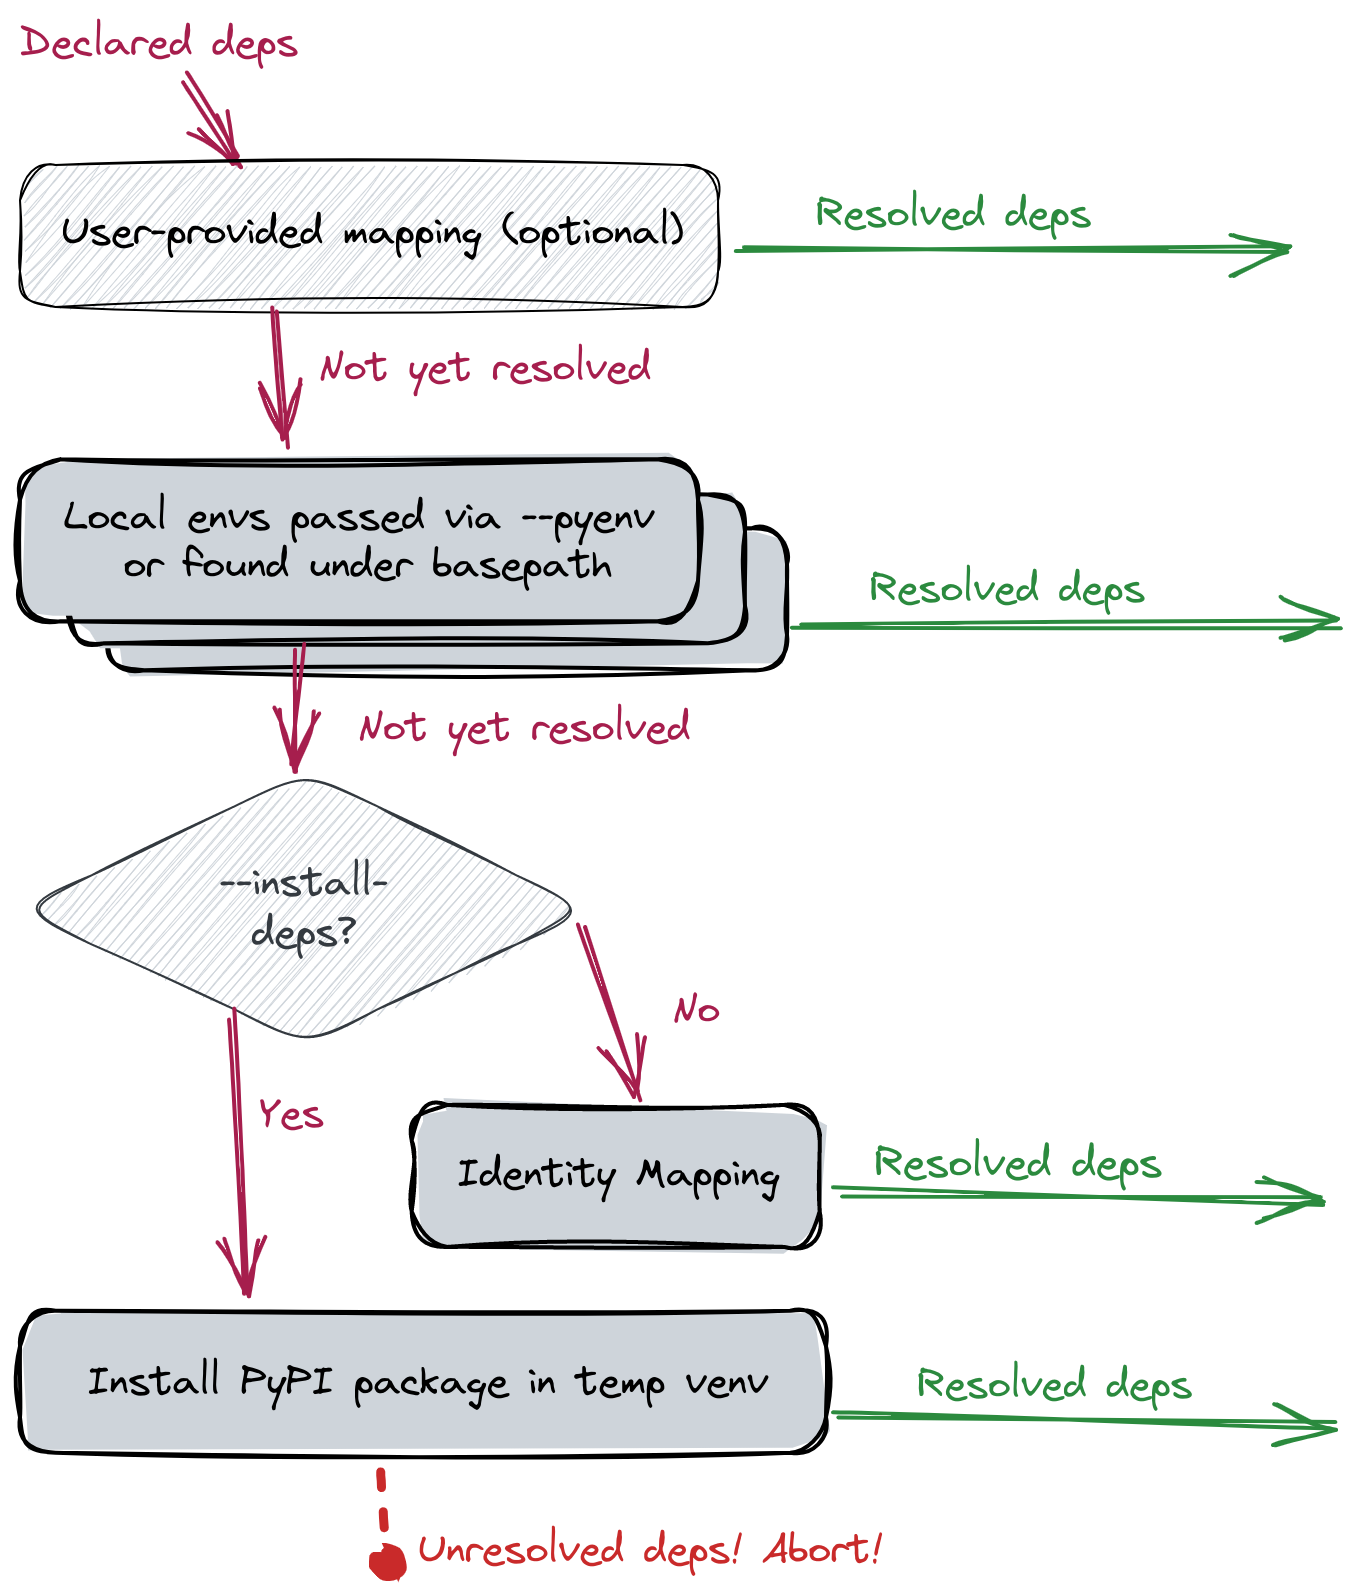 Declared deps
User-provided mapping (optional)
Resolved deps
Not yet resolved
Local envs passed via --pyenv
or found under basepath
Resolved deps
Not yet resolved
--install-
deps?
No
Yes
Identity Mapping
Resolved deps
Install PyPI package in temp venv
Resolved deps
Unresolved deps! Abort!